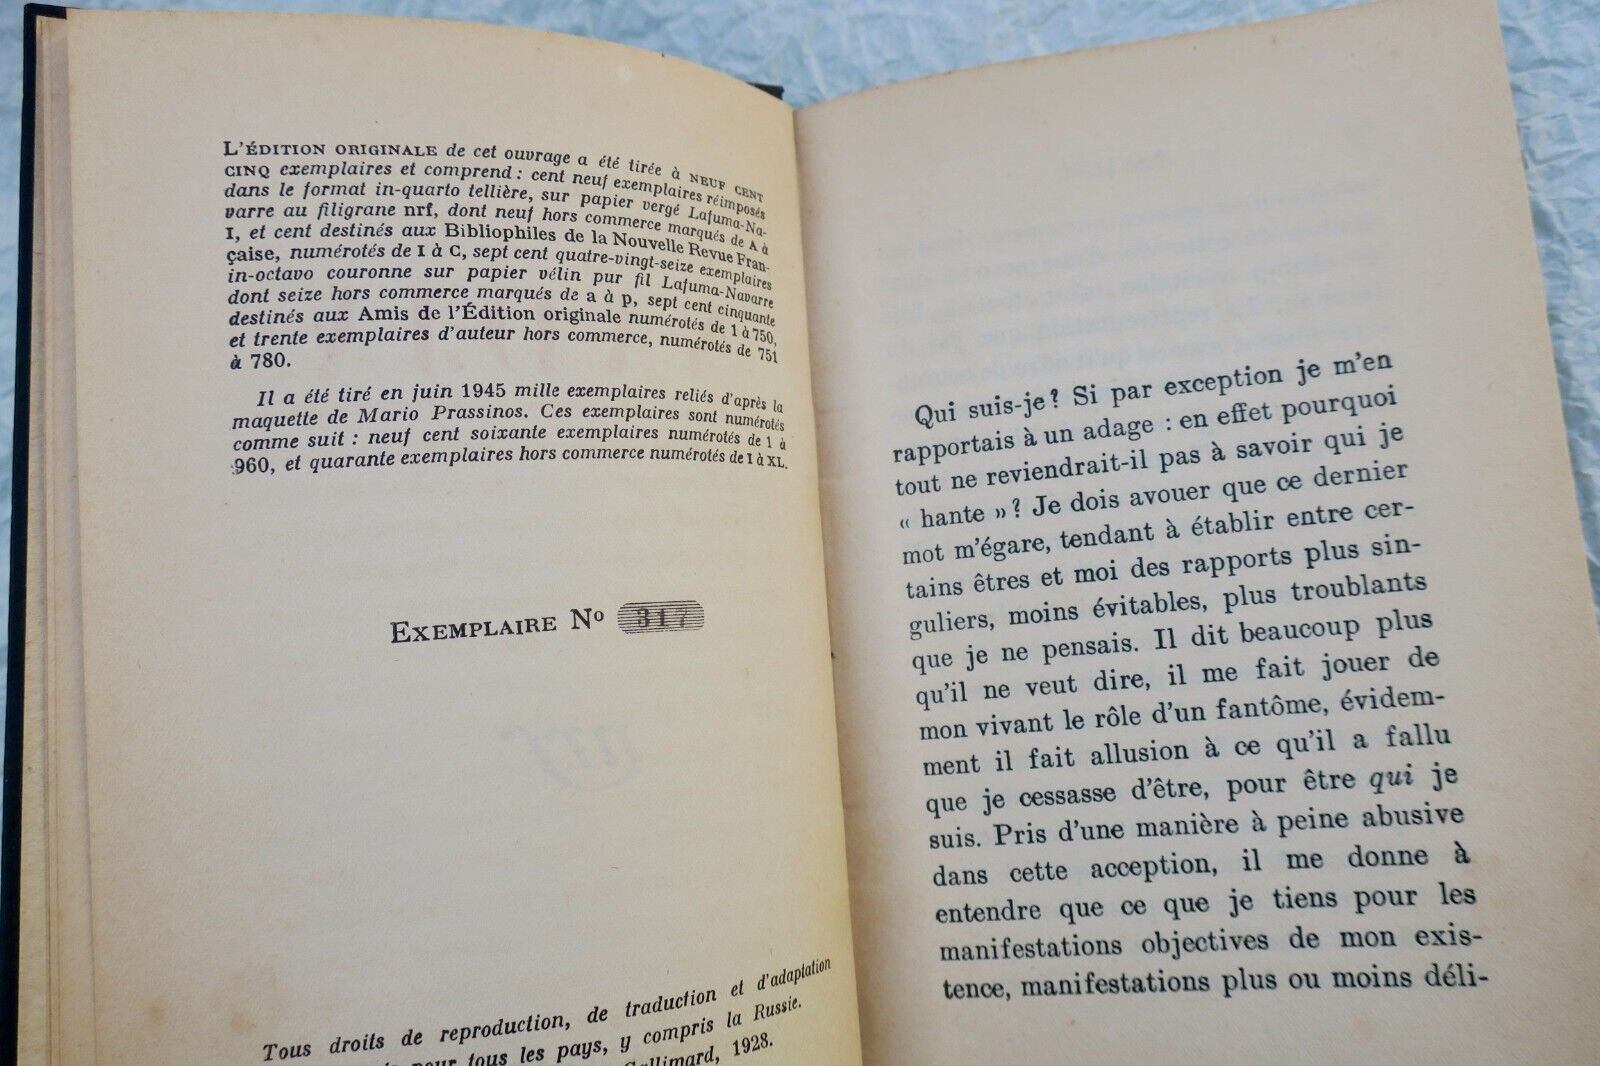 L'ÉDITION ORIGINALE de cet ouvrage a été tirée à NEUF CENT
CINQ exemplaires et comprend : cent neuf exemplaires réimposés
dans le format in-quarto tellière, sur papier vergé Lafuma-Na-
varre au filigrane nrf, dont neuf hors commerce marqués de A à
I, et cent destinés aux Bibliophiles de la Nouvelle Revue Fran-
çaise, numérotés de I à C, sept cent quatre-vingt-seize exemplaires
in-octavo couronne sur papier vélin pur fil Lafuma-Navarre
dont seize hors commerce marqués de a à p, sept cent cinquante
destinés aux Amis de l'Édition originale numérotés de 1 à 750,
et trente exemplaires d'auteur hors commerce, numérotés de 751
à 780.
Il a été tiré en juin 1945 mille exemplaires reliés d'après la
maquette de Mario Prassinos. Ces exemplaires sont numérotés
comme suit : neuf cent soixante exemplaires numérotés de 1 à
960, et quarante exemplaires hors commerce numérotés de I à XL.
EXEMPLAIRE Nº 317
Tous droits de reproduction, de traduction et d'adaptation
pour tous les pays, y compris la Russie.
Gallimard, 1928.
Qui suis-je ? Si par exception je m'en
rapportais à un adage : en effet pourquoi
tout ne reviendrait-il pas à savoir qui je
« hante » ? Je dois avouer que ce dernier
mot m'égare, tendant à établir entre cer-
tains êtres et moi des rapports plus sin-
guliers, moins évitables, plus troublants
que je ne pensais. Il dit beaucoup plus
qu'il ne veut dire, il me fait jouer de
mon vivant le rôle d'un fantôme, évidem-
ment il fait allusion à ce qu'il a fallu
que je cessasse d'être, pour être qui je
suis. Pris d'une manière à peine abusive
dans cette acception, il me donne à
entendre que ce que je tiens pour les
manifestations objectives de mon exis-
tence, manifestations plus ou moins déli-